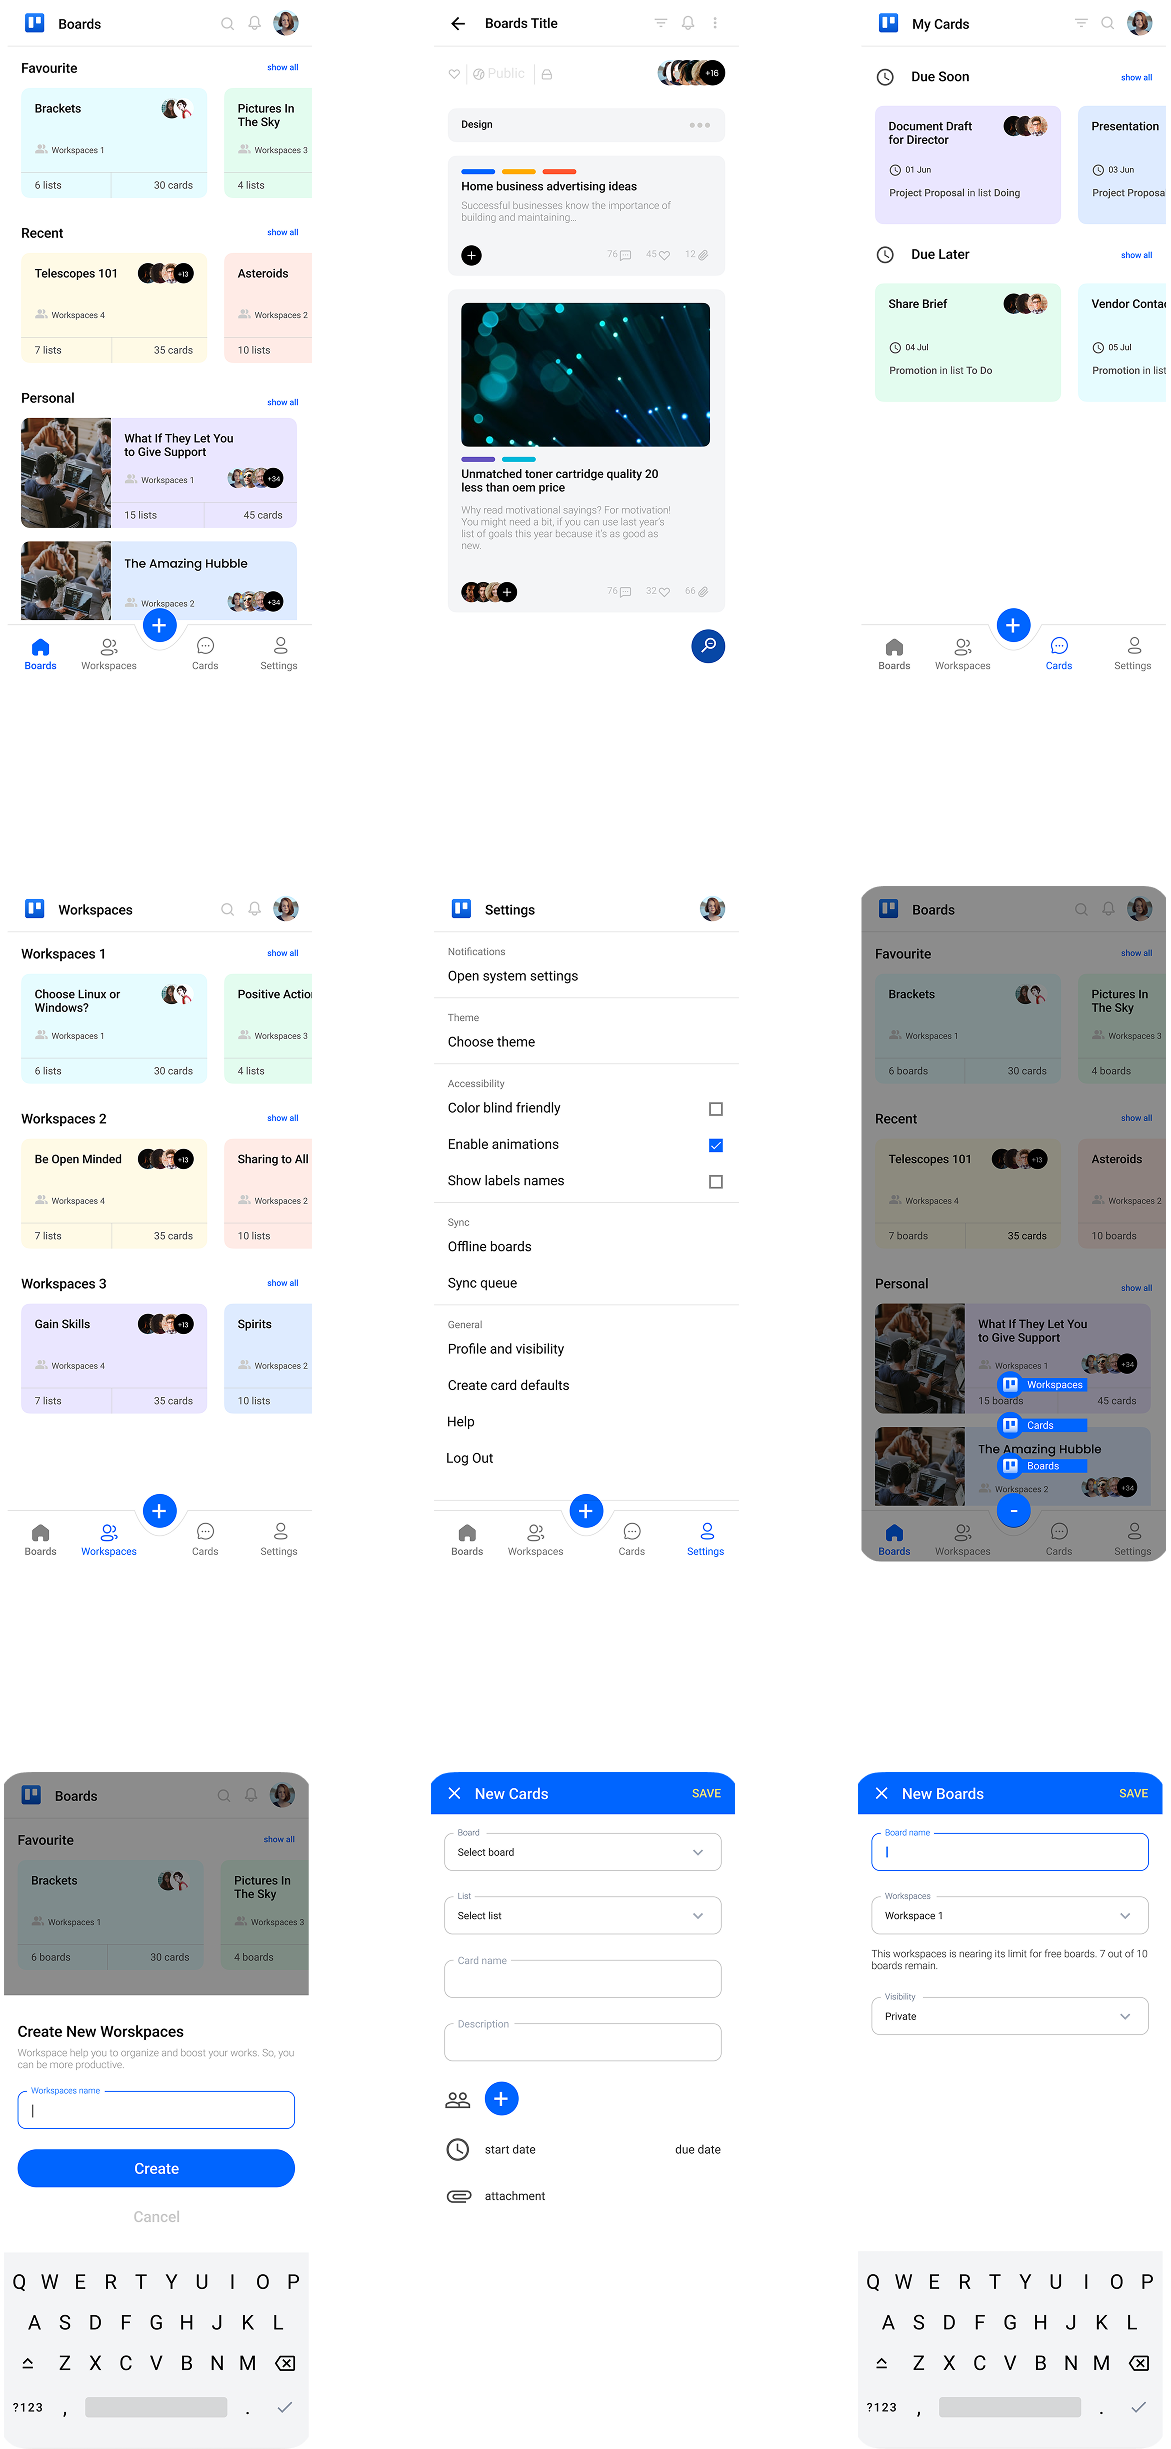 Boards
Favourite
show all
Brackets
Workspaces 1
6 lists
30 cards
Pictures In
The Sky
Workspaces 3
4 lists
Recent
show all
Telescopes 101
+13
Workspaces 4
7 lists
35 cards
Asteroids
Workspaces 2
10 lists
Personal
show all
What If They Let You
to Give Support
Workspaces 1
+34
15 lists
45 cards
The Amazing Hubble
Workspaces 2
+34
Boards
Workspaces
Cards
Settings
Boards Title
Public
+16
Design
Home business advertising ideas
Successful businesses know the importance of
building and maintaining...
76
45
12
Unmatched toner cartridge quality 20
less than oem price
Why read motivational sayings? For motivation!
You might need a bit, if you can use last year's
list of goals this year because it's as good as
new.
76
32
66
My Cards
Due Soon
show all
Document Draft
for Director
01 Jun
Project Proposal in list Doing
Presentation
03 Jun
Project Proposa
Due Later
show all
Share Brief
04 Jul
Promotion in list To Do
Vendor Conta
05 Jul
Promotion in list
Boards
Workspaces
Cards
Settings
Workspaces
Workspaces 1
show all
Choose Linux or
Windows?
Workspaces 1
6 lists
30 cards
Positive Actio
Workspaces 3
4 lists
Workspaces 2
show all
Be Open Minded
+13
Workspaces 4
7 lists
35 cards
Sharing to All
Workspaces 2
10 lists
Workspaces 3
show all
Gain Skills
+13
Workspaces 4
7 lists
35 cards
Spirits
Workspaces 2
10 lists
Boards
Workspaces
Cards
Settings
Settings
Notifications
Open system settings
Theme
Choose theme
Accessibility
Color blind friendly
Enable animations
Show labels names
Sync
Offline boards
Sync queue
General
Profile and visibility
Create card defaults
Help
Log Out
Boards
Workspaces
Cards
Settings
Boards
Favourite
show all
Brackets
Workspaces 1
6 boards
30 cards
Pictures In
The Sky
Workspaces 3
4 boards
Recent
show all
Telescopes 101
+13
Workspaces 4
7 boards
35 cards
Asteroids
Workspaces 2
10 boards
Personal
show all
What If They Let You
to Give Support
Workspaces 1
+34
Workspaces
15 boards
45 cards
Cards
The Amazing Hubble
Boards
Workspaces 2
+34
Boards
Workspaces
Cards
Settings
Boards
Favourite
show all
Brackets
Workspaces 1
6 boards
30 cards
Pictures In
The Sky
Workspaces 3
4 boards
Create New Worskpaces
Workspace help you to organize and boost your works. So, you
can be more productive.
Workspaces name
Create
Cancel
Q W E R T Y U I O P
A S D F G H J K L
Z X C V B N M
?123 , .
New Cards
SAVE
Board
Select board
List
Select list
Card name
Description
start date
due date
attachment
New Boards
SAVE
Board name
Workspaces
Workspace 1
This workspaces is nearing its limit for free boards. 7 out of 10
boards remain.
Visibility
Private
Q W E R T Y U I O P
A S D F G H J K L
Z X C V B N M
?123 , .